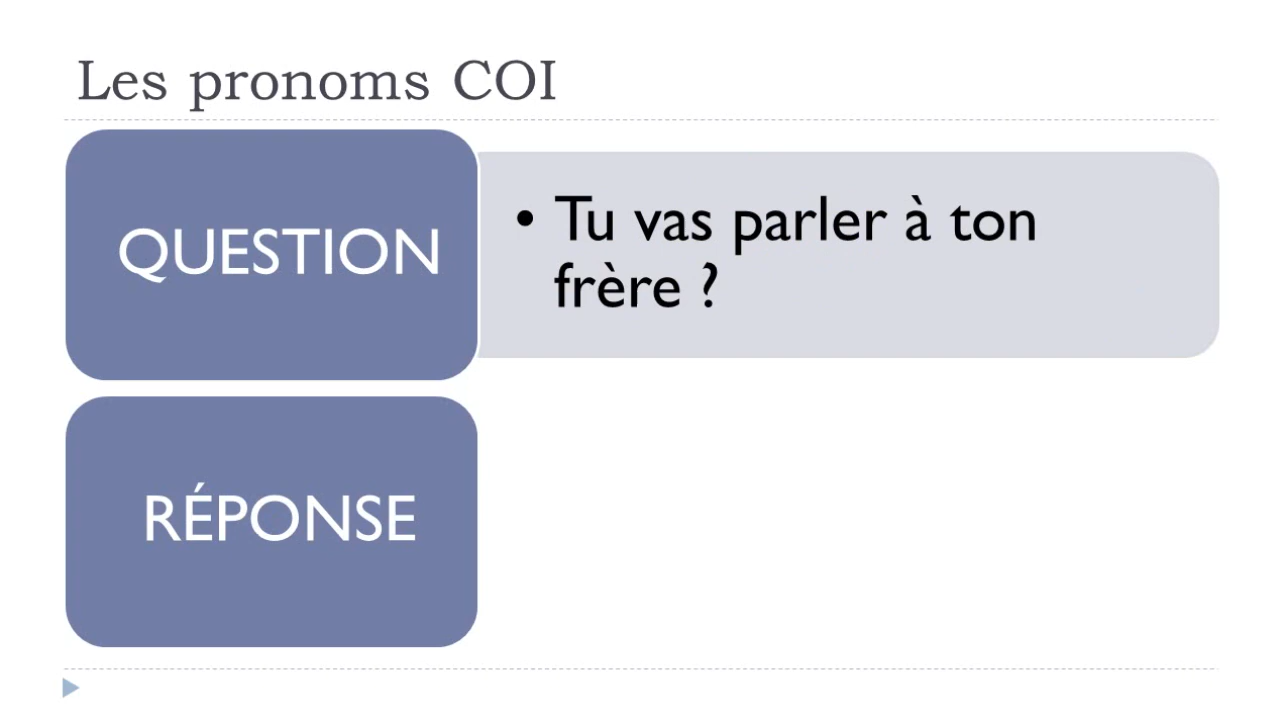 Les pronoms COI
QUESTION
• Tu vas parler à ton
frère ?
RÉPONSE